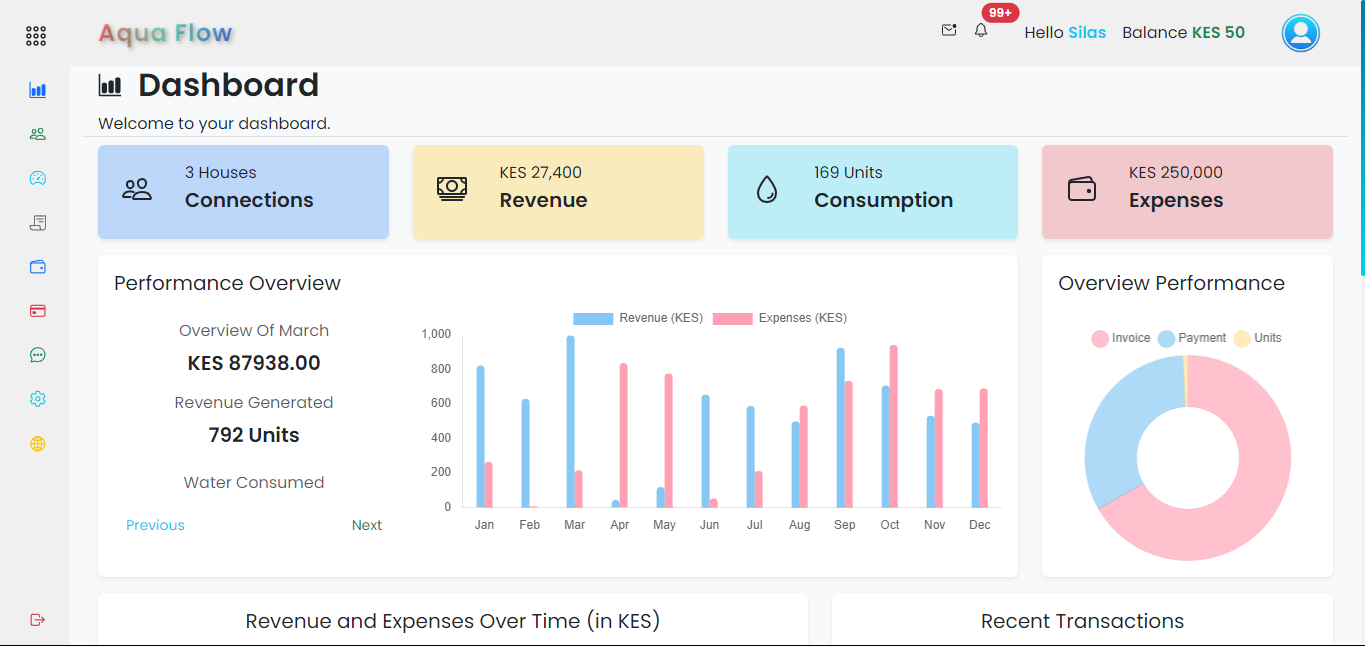 Aqua Flow
99+
Hello Silas
Balance KES 50
Dashboard
Welcome to your dashboard.
3 Houses
Connections
KES 27,400
Revenue
169 Units
Consumption
KES 250,000
Expenses
Performance Overview
Overview Of March
KES 87938.00
Revenue Generated
792 Units
Water Consumed
Previous
Next
Revenue (KES)
Expenses (KES)
1,000
800
600
400
200
0
Jan Feb Mar Apr May Jun Jul Aug Sep Oct Nov Dec
Overview Performance
Invoice Payment Units
Revenue and Expenses Over Time (in KES)
Recent Transactions